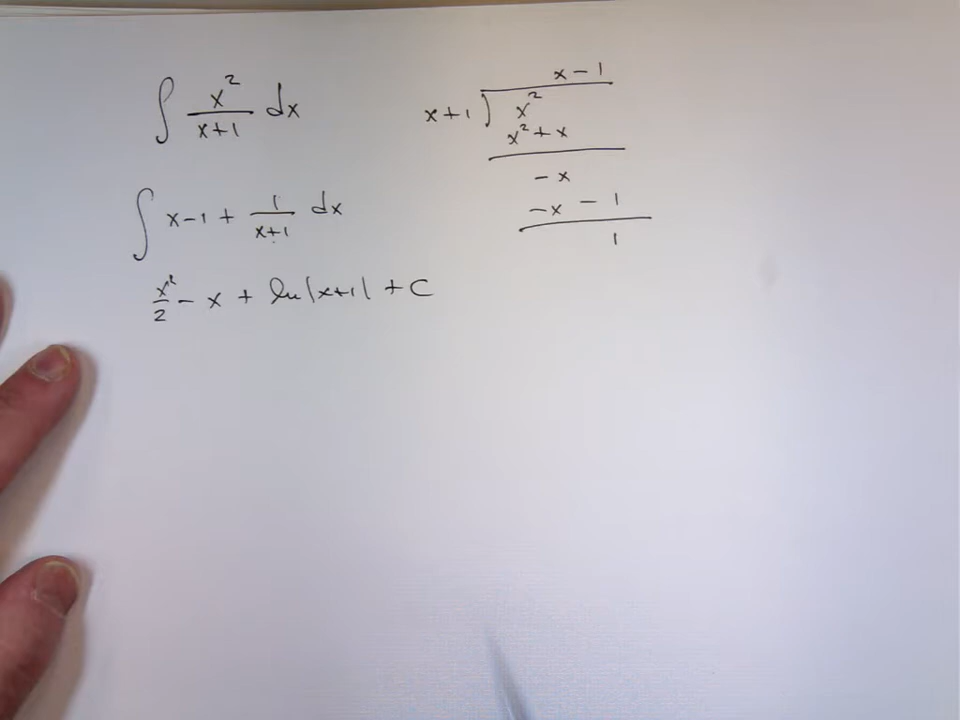 ∫ x²/(x+1) dx
∫ x-1 + 1/(x+1) dx
x²/2 - x + ln|x+1| + C
x - 1
x+1 ) x²
x² + x
- x
- x - 1
1